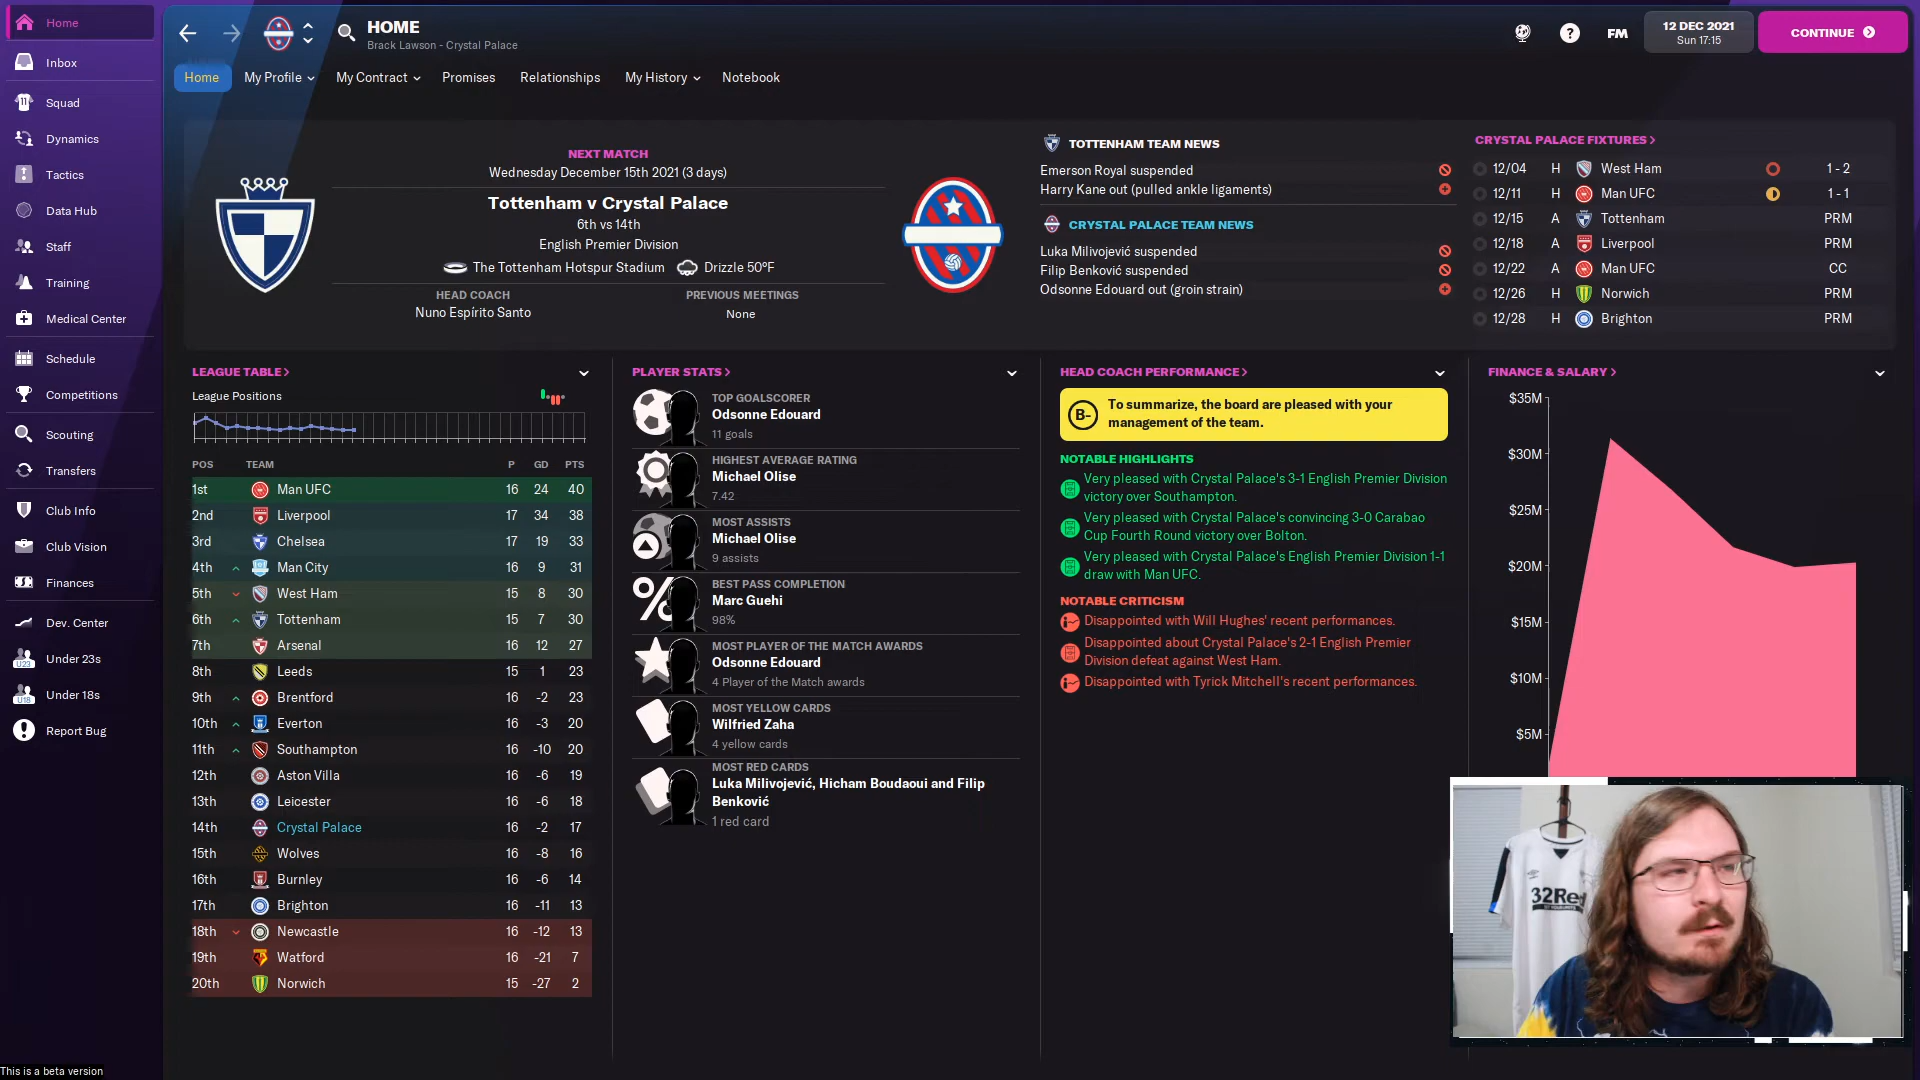 Home
Inbox
Squad
Dynamics
Tactics
Data Hub
Staff
Training
Medical Center
Schedule
Competitions
Scouting
Transfers
Club Info
Club Vision
Finances
Dev. Center
U23
Under 23s
U18
Under 18s
Report Bug
This is a beta version
HOME
Brack Lawson - Crystal Palace
FM
12 DEC 2021
Sun 17:15
CONTINUE
Home My Profile My Contract Promises Relationships My History Notebook
NEXT MATCH
Wednesday December 15th 2021 (3 days)
Tottenham v Crystal Palace
6th vs 14th
English Premier Division
The Tottenham Hotspur Stadium Drizzle 50°F
HEAD COACH
Nuno Espírito Santo
PREVIOUS MEETINGS
None
TOTTENHAM TEAM NEWS
Emerson Royal suspended
Harry Kane out (pulled ankle ligaments)
CRYSTAL PALACE TEAM NEWS
Luka Milivojević suspended
Filip Benković suspended
Odsonne Edouard out (groin strain)
CRYSTAL PALACE FIXTURES >
12/04 H West Ham 1 - 2
12/11 H Man UFC 1 - 1
12/15 A Tottenham PRM
12/18 A Liverpool PRM
12/22 A Man UFC CC
12/26 H Norwich PRM
12/28 H Brighton PRM
LEAGUE TABLE >
League Positions
POS TEAM P GD PTS
1st Man UFC 16 24 40
2nd Liverpool 17 34 38
3rd Chelsea 17 19 33
4th Man City 16 9 31
5th West Ham 15 8 30
6th Tottenham 15 7 30
7th Arsenal 16 12 27
8th Leeds 15 1 23
9th Brentford 16 -2 23
10th Everton 16 -3 20
11th Southampton 16 -10 20
12th Aston Villa 16 -6 19
13th Leicester 16 -6 18
14th Crystal Palace 16 -2 17
15th Wolves 16 -8 16
16th Burnley 16 -6 14
17th Brighton 16 -11 13
18th Newcastle 16 -12 13
19th Watford 16 -21 7
20th Norwich 15 -27 2
PLAYER STATS >
TOP GOALSCORER
Odsonne Edouard
11 goals
HIGHEST AVERAGE RATING
Michael Olise
7.42
MOST ASSISTS
Michael Olise
9 assists
BEST PASS COMPLETION
Marc Guehi
98%
MOST PLAYER OF THE MATCH AWARDS
Odsonne Edouard
4 Player of the Match awards
MOST YELLOW CARDS
Wilfried Zaha
4 yellow cards
MOST RED CARDS
Luka Milivojević, Hicham Boudaoui and Filip
Benković
1 red card
HEAD COACH PERFORMANCE >
B- To summarize, the board are pleased with your
management of the team.
NOTABLE HIGHLIGHTS
Very pleased with Crystal Palace's 3-1 English Premier Division
victory over Southampton.
Very pleased with Crystal Palace's convincing 3-0 Carabao
Cup Fourth Round victory over Bolton.
Very pleased with Crystal Palace's English Premier Division 1-1
draw with Man UFC.
NOTABLE CRITICISM
Disappointed with Will Hughes' recent performances.
Disappointed about Crystal Palace's 2-1 English Premier
Division defeat against West Ham.
Disappointed with Tyrick Mitchell's recent performances.
FINANCE & SALARY >
$35M
$30M
$25M
$20M
$15M
$10M
$5M
32Red